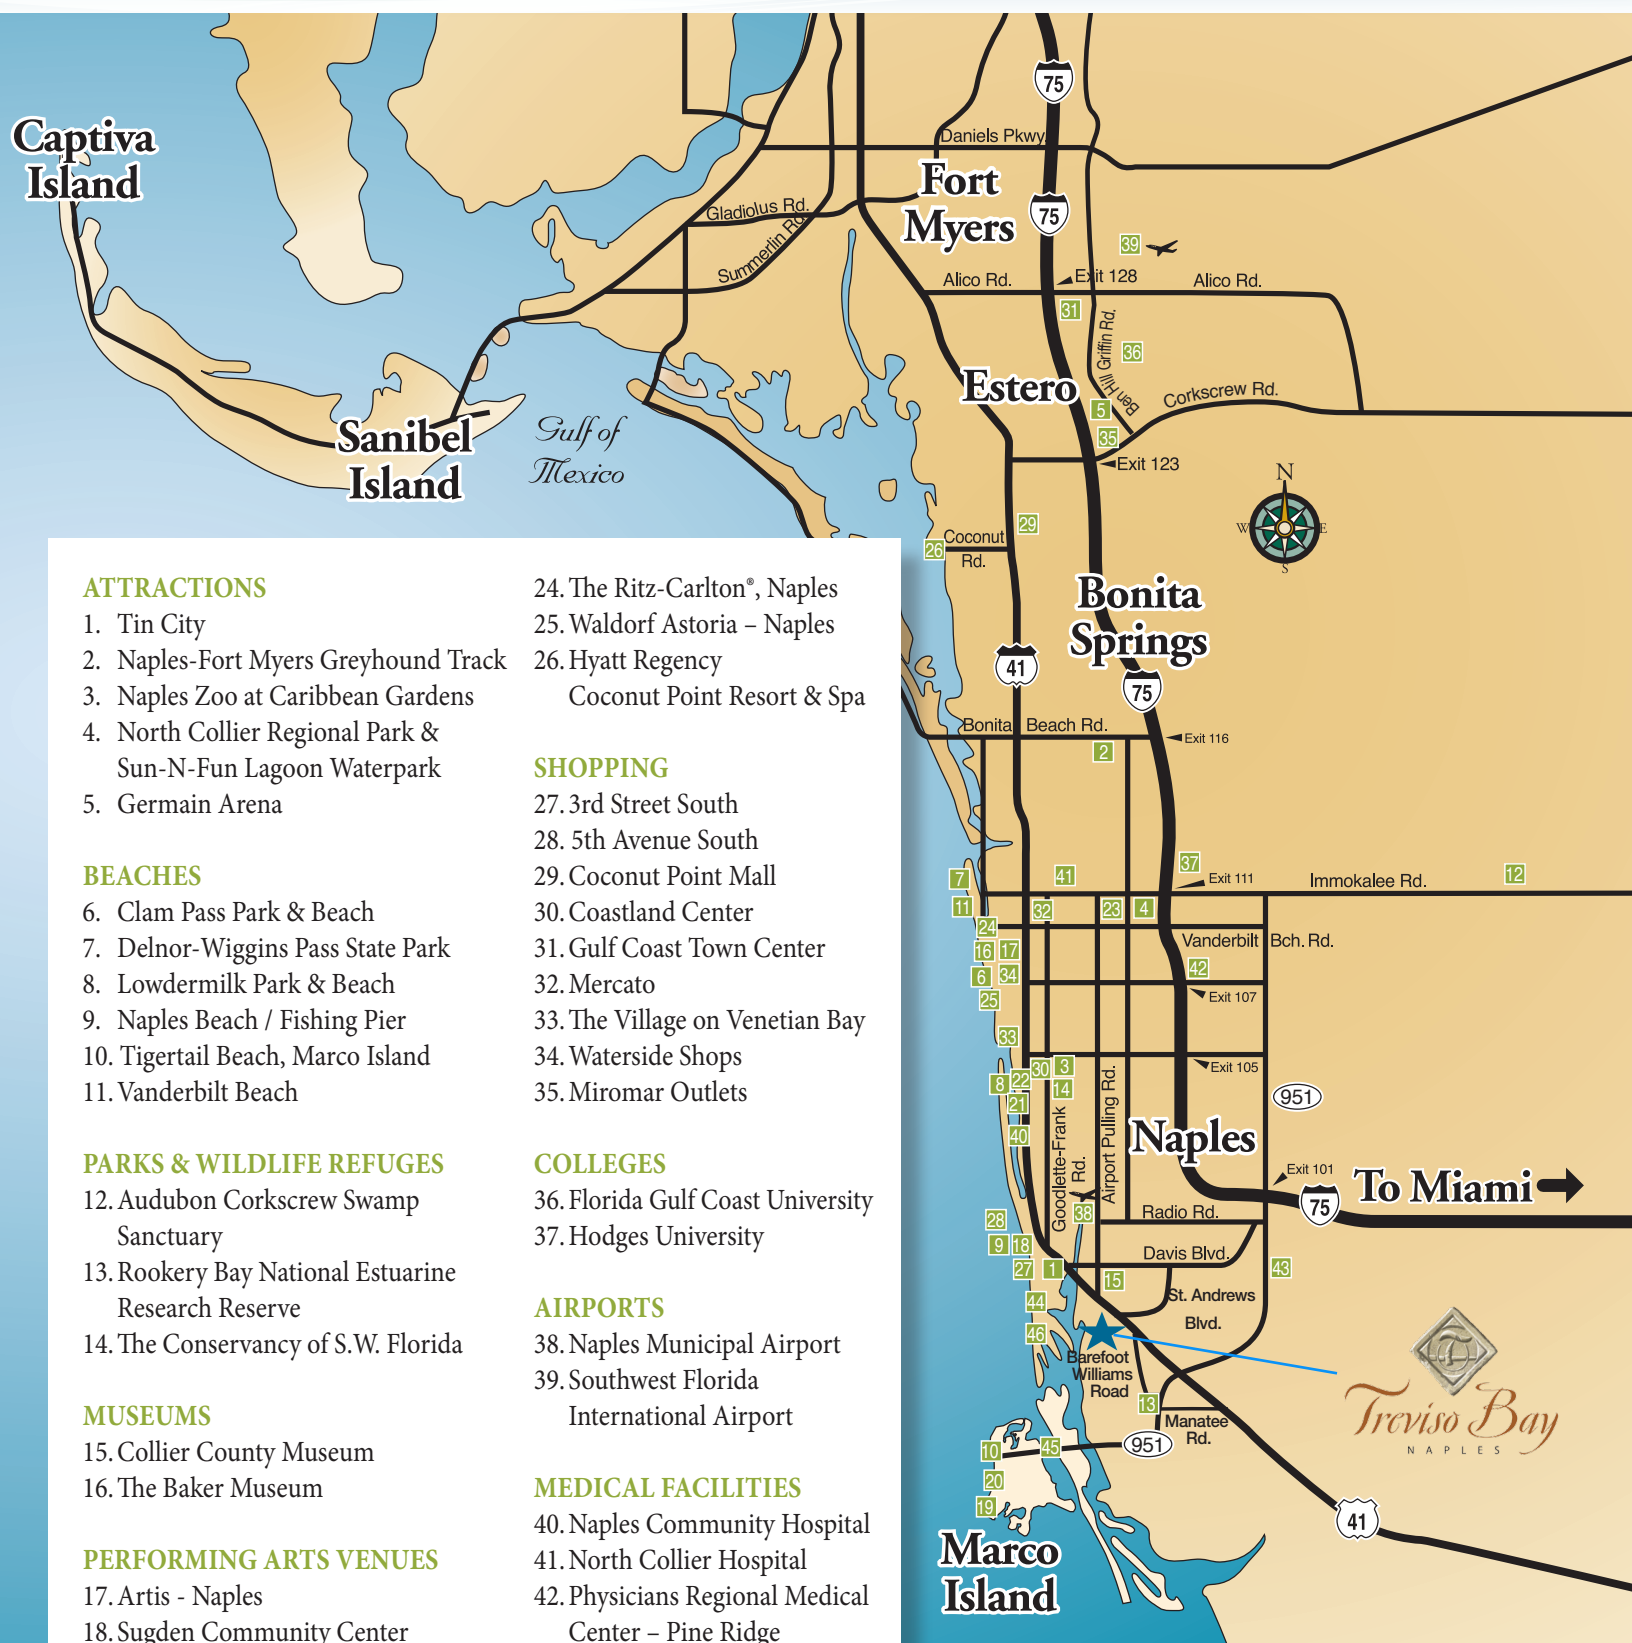 Captiva
Island
Sanibel
Island
Gulf of
Mexico
75
Daniels Pkwy.
Fort
Myers
75
Gladiolus Rd.
Summerlin Rd.
39
Alico Rd.
Exit 128
Alico Rd.
31
Ben Hill Griffin Rd.
36
Estero
Corkscrew Rd.
5
35
Exit 123
N
W
E
S
29
Coconut
Rd.
26
Bonita
Springs
41
75
Bonita Beach Rd.
Exit 116
2
37
7
41
Exit 111
Immokalee Rd.
12
11
32
23
4
24
Vanderbilt Bch. Rd.
16
17
42
6
34
25
Exit 107
33
30
3
Exit 105
8
22
14
21
951
40
Goodlette-Frank
Rd.
Airport Pulling Rd.
Naples
Exit 101
To Miami
75
38
Radio Rd.
28
9
18
Davis Blvd.
27
1
15
43
44
St. Andrews
Blvd.
46
Barefoot
Williams
Road
13
Manatee
Rd.
Treviso Bay
NAPLES
10
45
951
20
19
Marco
Island
41
ATTRACTIONS
1. Tin City
2. Naples-Fort Myers Greyhound Track
3. Naples Zoo at Caribbean Gardens
4. North Collier Regional Park &
Sun-N-Fun Lagoon Waterpark
5. Germain Arena
BEACHES
6. Clam Pass Park & Beach
7. Delnor-Wiggins Pass State Park
8. Lowdermilk Park & Beach
9. Naples Beach / Fishing Pier
10. Tigertail Beach, Marco Island
11. Vanderbilt Beach
PARKS & WILDLIFE REFUGES
12. Audubon Corkscrew Swamp
Sanctuary
13. Rookery Bay National Estuarine
Research Reserve
14. The Conservancy of S.W. Florida
MUSEUMS
15. Collier County Museum
16. The Baker Museum
PERFORMING ARTS VENUES
17. Artis - Naples
18. Sugden Community Center
24. The Ritz-Carlton®, Naples
25. Waldorf Astoria – Naples
26. Hyatt Regency
Coconut Point Resort & Spa
SHOPPING
27. 3rd Street South
28. 5th Avenue South
29. Coconut Point Mall
30. Coastland Center
31. Gulf Coast Town Center
32. Mercato
33. The Village on Venetian Bay
34. Waterside Shops
35. Miromar Outlets
COLLEGES
36. Florida Gulf Coast University
37. Hodges University
AIRPORTS
38. Naples Municipal Airport
39. Southwest Florida
International Airport
MEDICAL FACILITIES
40. Naples Community Hospital
41. North Collier Hospital
42. Physicians Regional Medical
Center – Pine Ridge